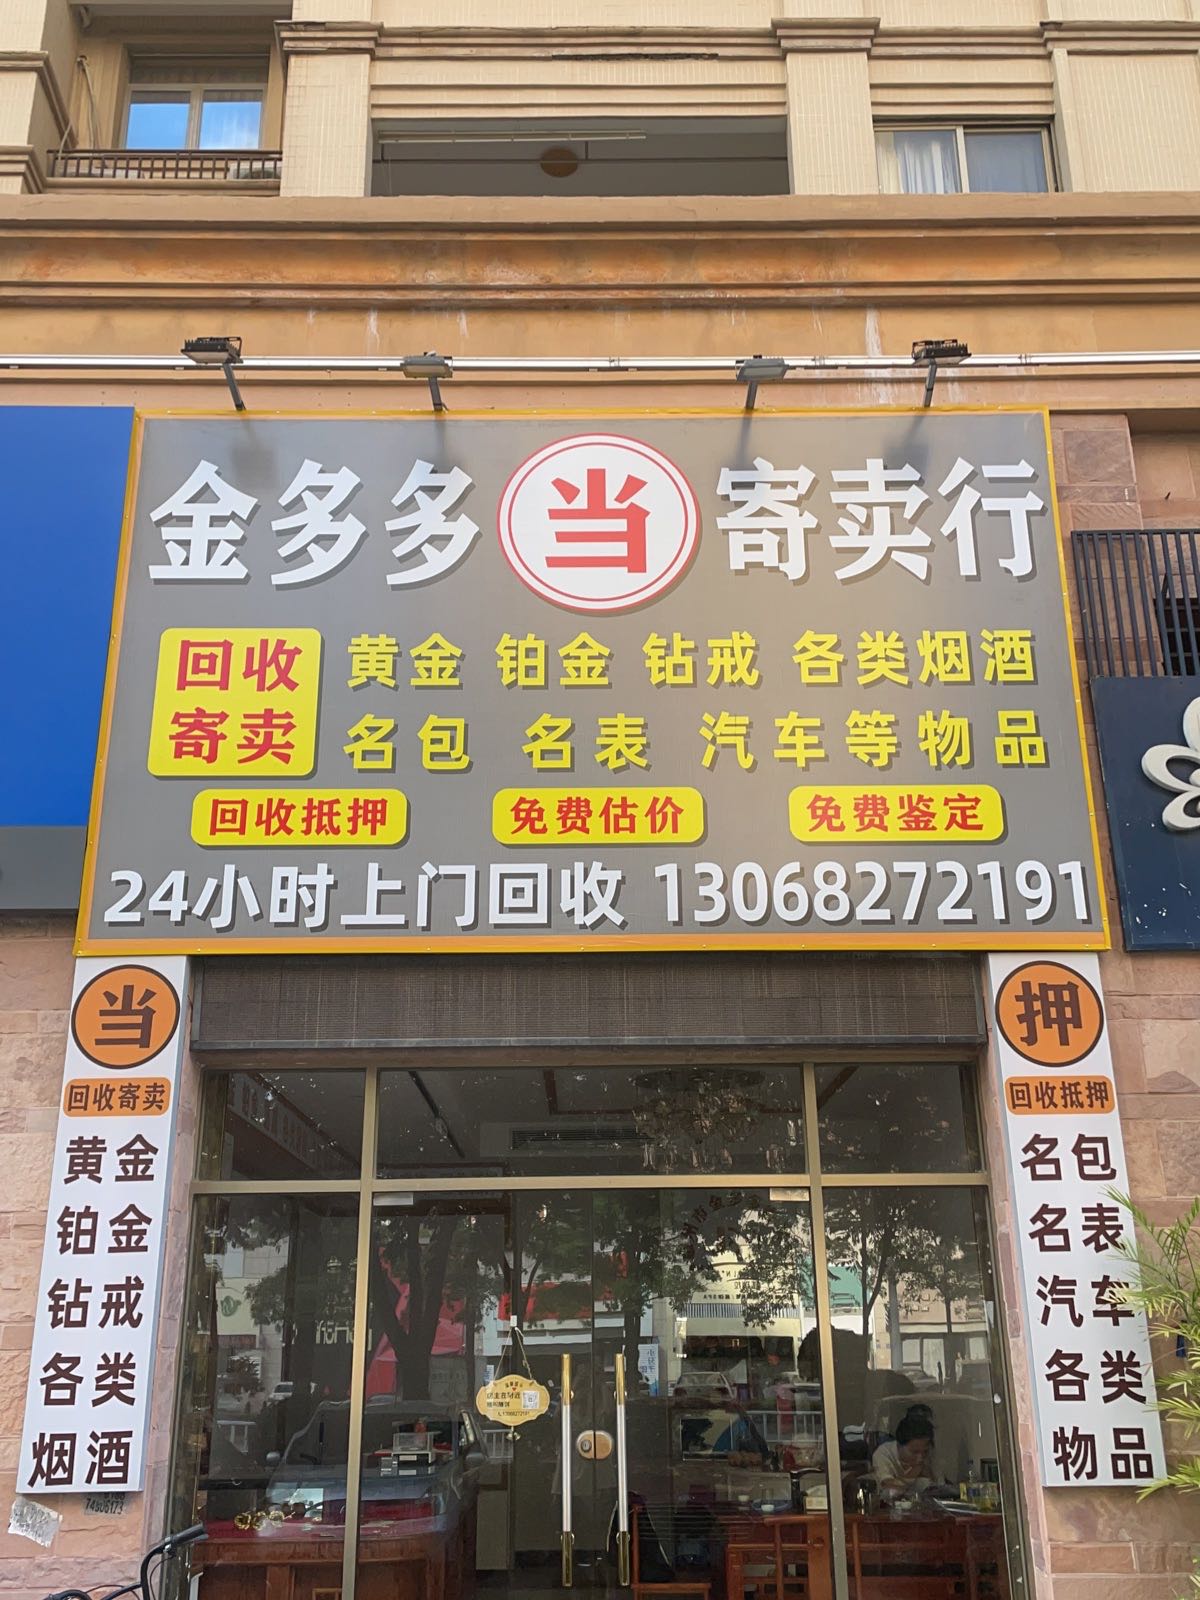 金多多 当 寄卖行
回收
寄卖
黄金 铂金 钻戒 各类烟酒
名包 名表 汽车等物品
回收抵押 免费估价 免费鉴定
24小时上门回收 13068272191
当
回收寄卖
黄金
铂金
钻戒
各类
烟酒
押
回收抵押
名包
名表
汽车
各类
物品
13068272191
74906173